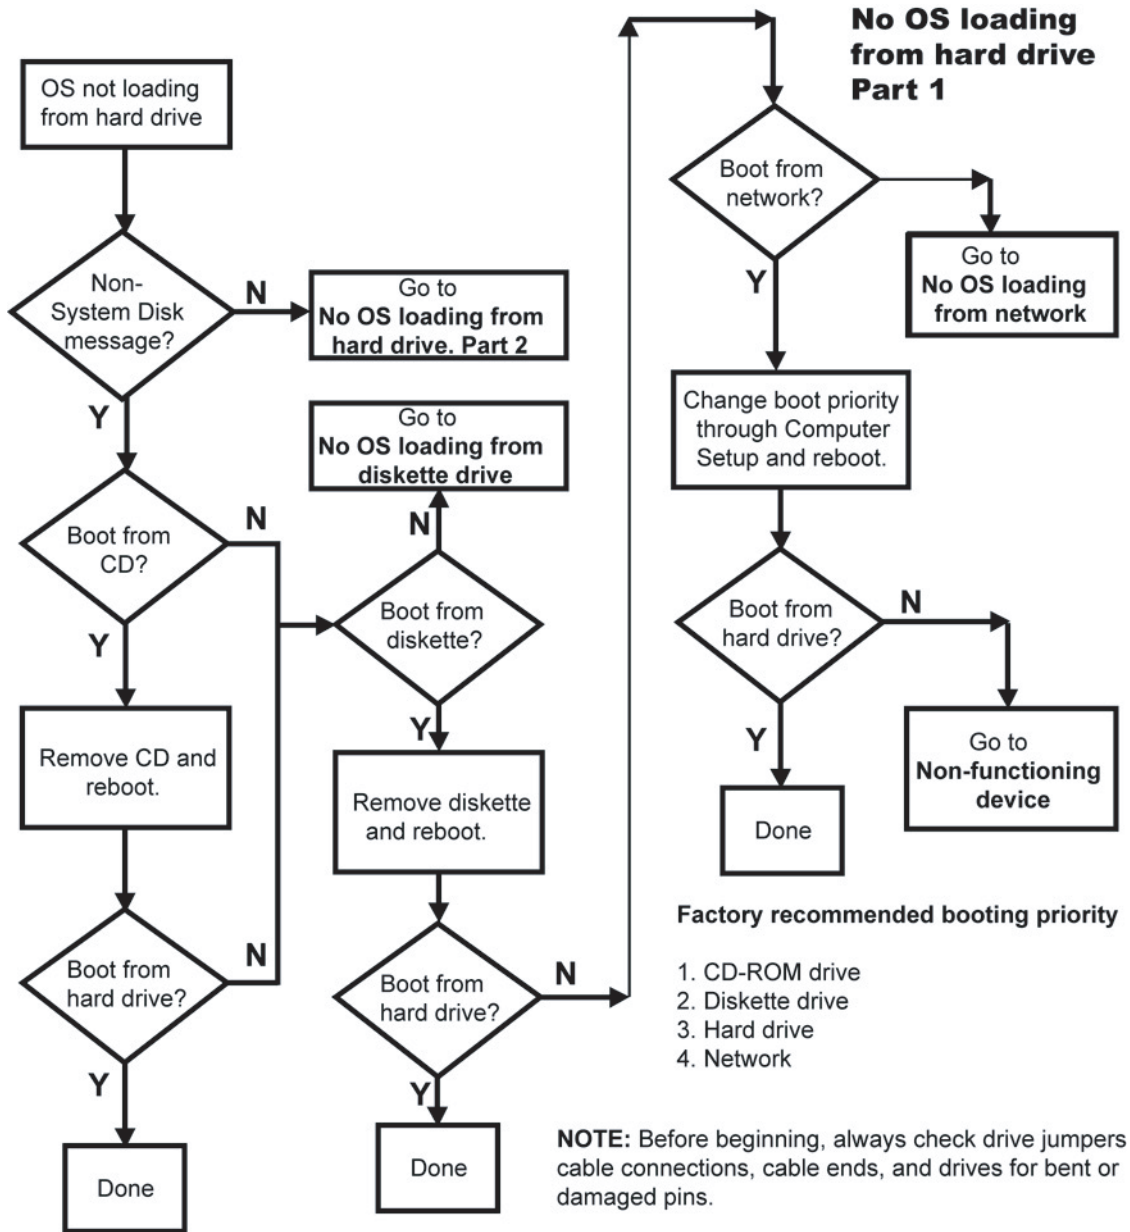 No OS loading
from hard drive
Part 1
OS not loading
from hard drive
Non-
System Disk
message?
N
Go to
No OS loading from
hard drive. Part 2
Y
Boot from
CD?
N
Y
Remove CD and
reboot.
Boot from
hard drive?
N
Y
Done
Go to
No OS loading from
diskette drive
N
Boot from
diskette?
Y
Remove diskette
and reboot.
Boot from
hard drive?
N
Y
Done
Boot from
network?
Go to
No OS loading
from network
Y
Change boot priority
through Computer
Setup and reboot.
Boot from
hard drive?
N
Go to
Non-functioning
device
Y
Done
Factory recommended booting priority
1. CD-ROM drive
2. Diskette drive
3. Hard drive
4. Network
NOTE: Before beginning, always check drive jumpers
cable connections, cable ends, and drives for bent or
damaged pins.